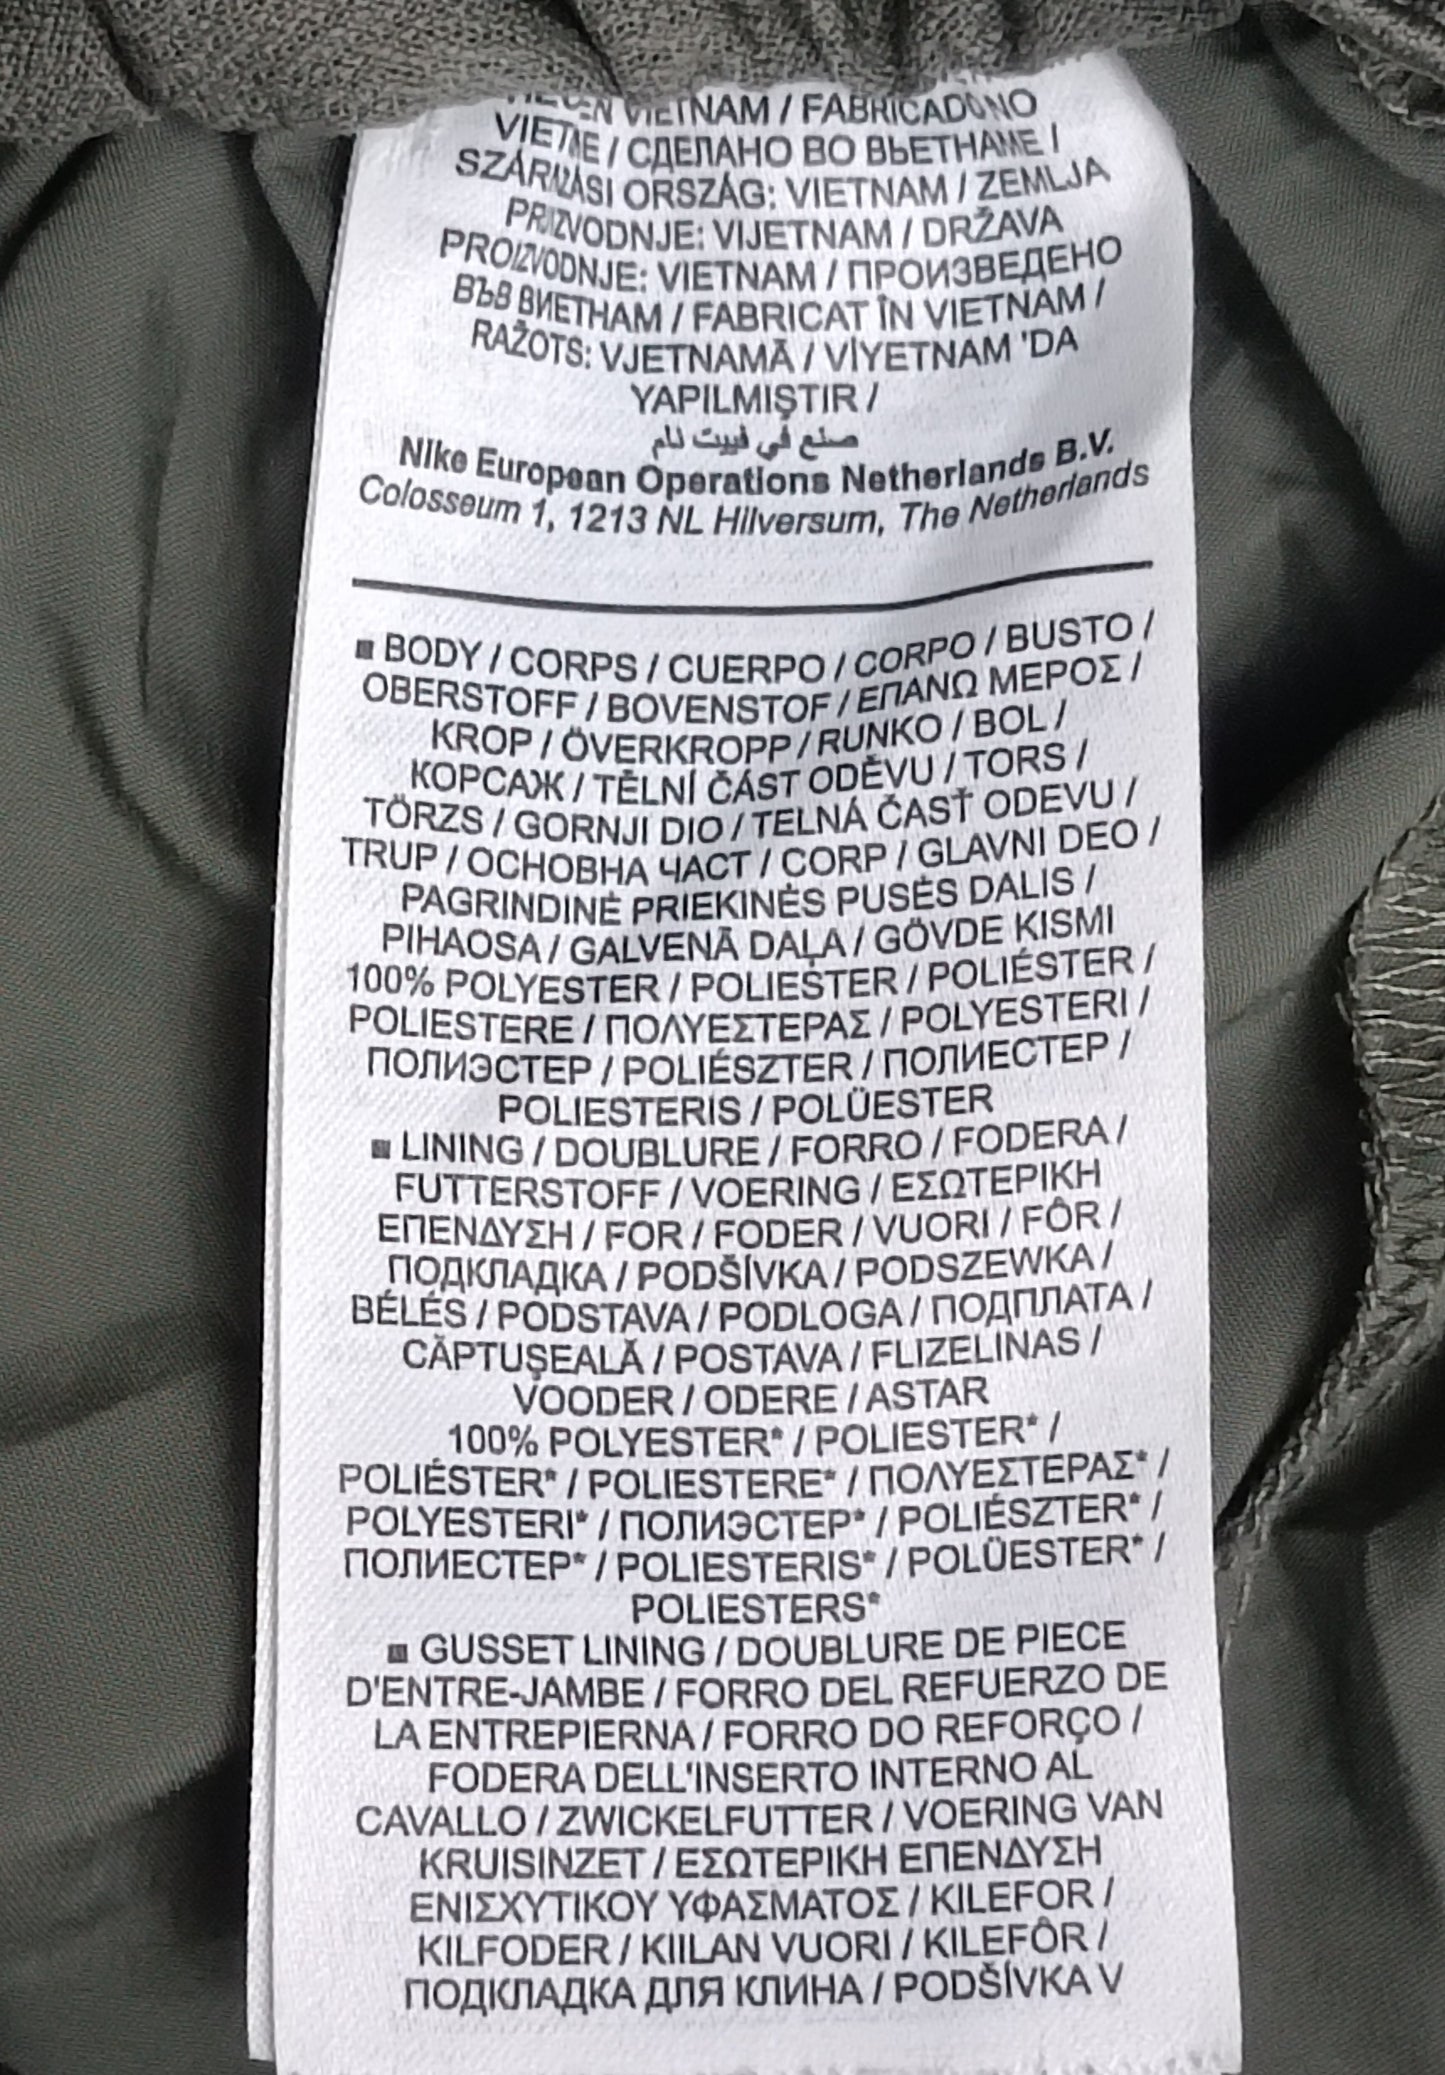 VIETNAM / FABRICADO NO
VIETNE / СДЕЛАНО ВО ВЬЕТНАМЕ /
SZÁRMÁSI ORSZÁG: VIETNAM / ZEMLJA
PRIZVODNJE: VIJETNAM / DRŽAVA
PROIZVODNJE: VIETNAM / ПРОИЗВЕДЕНО
ВЪВ ВИЕТНАМ / FABRICAT ÎN VIETNAM /
RAŽOTS: VJETNAMĀ / VİYETNAM 'DA
YAPILMIŞTIR /
صنع في فييت نام
Nike European Operations Netherlands B.V.
Colosseum 1, 1213 NL Hilversum, The Netherlands
■ BODY / CORPS / CUERPO / CORPO / BUSTO /
OBERSTOFF / BOVENSTOF / ΕΠΑΝΩ ΜΕΡΟΣ /
KROP / ÖVERKROPP / RUNKO / BOL /
КОРСАЖ / TĚLNÍ ČÁST ODĚVU / TORS /
TÖRZS / GORNJI DIO / TELNÁ ČASŤ ODEVU /
TRUP / ОСНОВНА ЧАСТ / CORP / GLAVNI DEO /
PAGRINDINĖ PRIEKINĖS PUSĖS DALIS /
PIHAOSA / GALVENĀ DAĻA / GÖVDE KISMI
100% POLYESTER / POLIESTER / POLIÉSTER /
POLIESTERE / ΠΟΛΥΕΣΤΕΡΑΣ / POLYESTERI /
ПОЛИЭСТЕР / POLIÉSZTER / ПОЛИЕСТЕР /
POLIESTERIS / POLÜESTER
■ LINING / DOUBLURE / FORRO / FODERA /
FUTTERSTOFF / VOERING / ΕΣΩΤΕΡΙΚΗ
ΕΠΕΝΔΥΣΗ / FOR / FODER / VUORI / FÔR /
ПОДКЛАДКА / PODŠÍVKA / PODSZEWKA /
BÉLÉS / PODSTAVA / PODLOGA / ПОДПЛАТА /
CĂPTUŞEALĂ / POSTAVA / FLIZELINAS /
VOODER / ODERE / ASTAR
100% POLYESTER* / POLIESTER* /
POLIÉSTER* / POLIESTERE* / ΠΟΛΥΕΣΤΕΡΑΣ* /
POLYESTERI* / ПОЛИЭСТЕР* / POLIÉSZTER* /
ПОЛИЕСТЕР* / POLIESTERIS* / POLÜESTER* /
POLIESTERS*
■ GUSSET LINING / DOUBLURE DE PIECE
D'ENTRE-JAMBE / FORRO DEL REFUERZO DE
LA ENTREPIERNA / FORRO DO REFORÇO /
FODERA DELL'INSERTO INTERNO AL
CAVALLO / ZWICKELFUTTER / VOERING VAN
KRUISINZET / ΕΣΩΤΕΡΙΚΗ ΕΠΕΝΔΥΣΗ
ΕΝΙΣΧΥΤΙΚΟΥ ΥΦΑΣΜΑΤΟΣ / KILEFOR /
KILFODER / KIILAN VUORI / KILEFÔR /
ПОДКЛАДКА ДЛЯ КЛИНА / PODŠÍVKA V